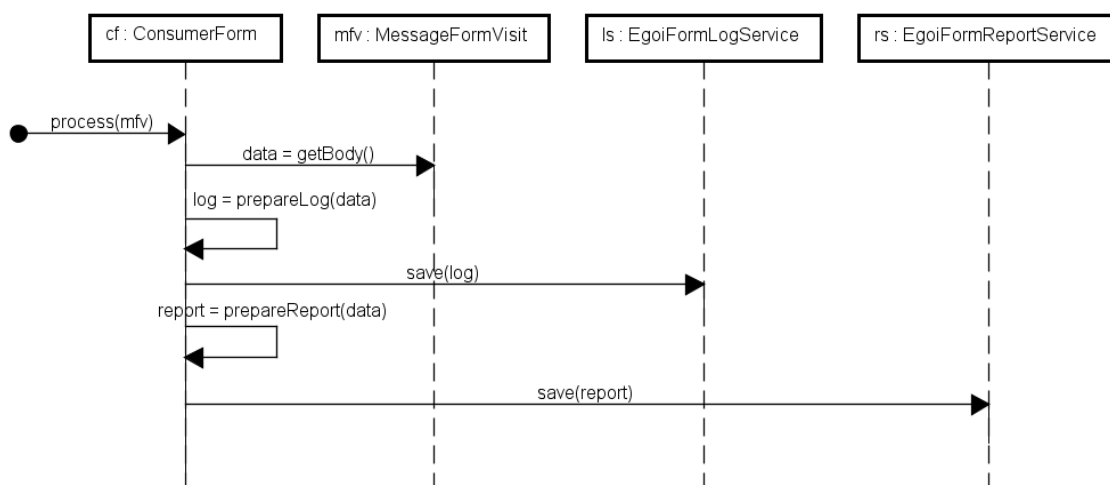 cf : ConsumerForm
mfv : MessageFormVisit
ls : EgoiFormLogService
rs : EgoiFormReportService
process(mfv)
data = getBody()
log = prepareLog(data)
save(log)
report = prepareReport(data)
save(report)